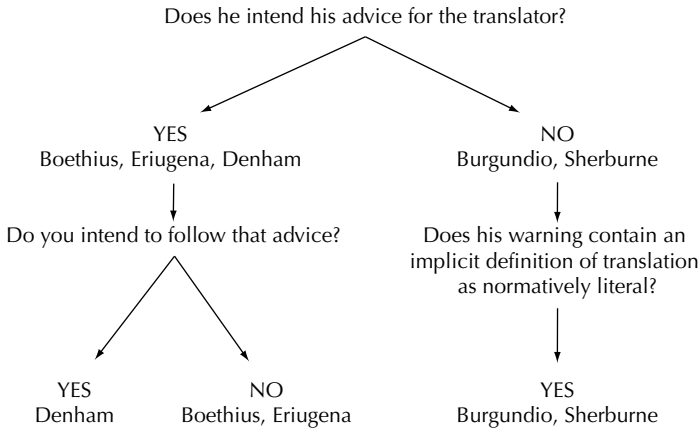 Does he intend his advice for the translator?
YES
Boethius, Eriugena, Denham
NO
Burgundio, Sherburne
Do you intend to follow that advice?
Does his warning contain an
implicit definition of translation
as normatively literal?
YES
Denham
NO
Boethius, Eriugena
YES
Burgundio, Sherburne